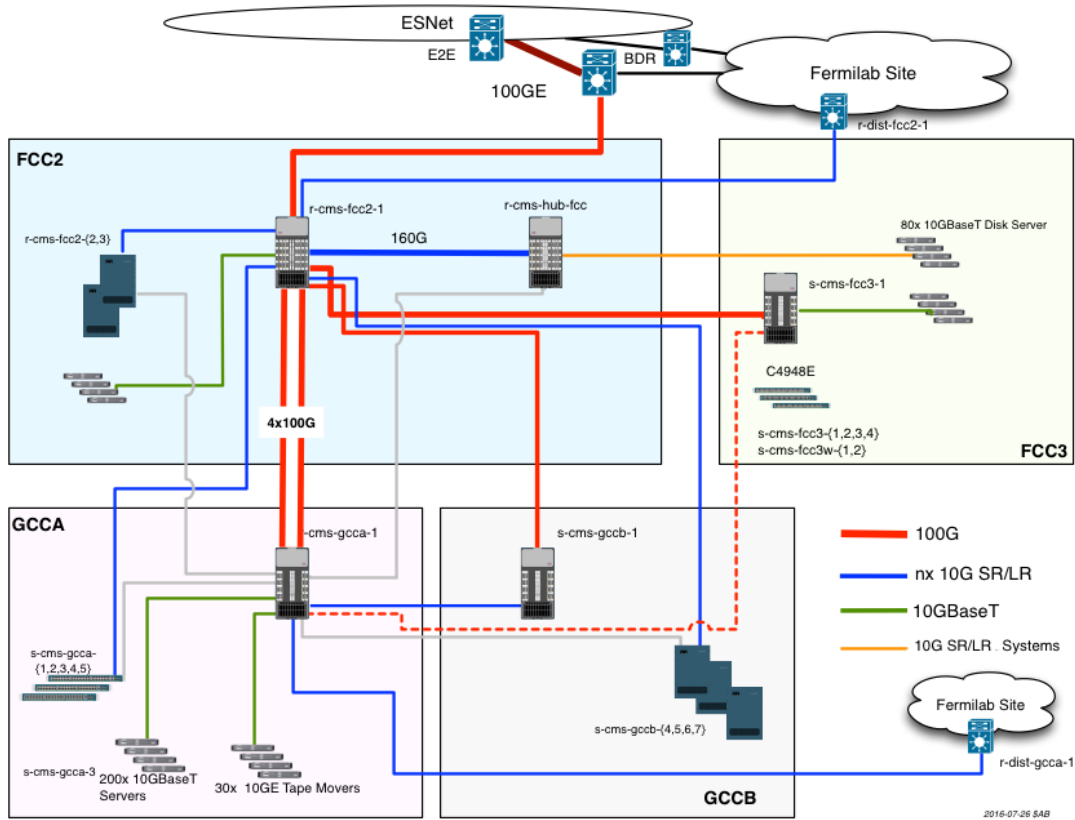 ESNet
E2E
BDR
100GE
Fermilab Site
r-dist-fcc2-1
FCC2
r-cms-fcc2-1
r-cms-hub-fcc
r-cms-fcc2-{2,3}
160G
80x 10GBaseT Disk Server
s-cms-fcc3-1
C4948E
4x100G
s-cms-fcc3-{1,2,3,4}
s-cms-fcc3w-{1,2}
FCC3
GCCA
-cms-gcca-1
s-cms-gccb-1
100G
nx 10G SR/LR
10GBaseT
10G SR/LR . Systems
s-cms-gcca-
{1,2,3,4,5}
s-cms-gccb-{4,5,6,7}
Fermilab Site
r-dist-gcca-1
s-cms-gcca-3
200x 10GBaseT
Servers
30x 10GE Tape Movers
GCCB
2016-07-26 $AB